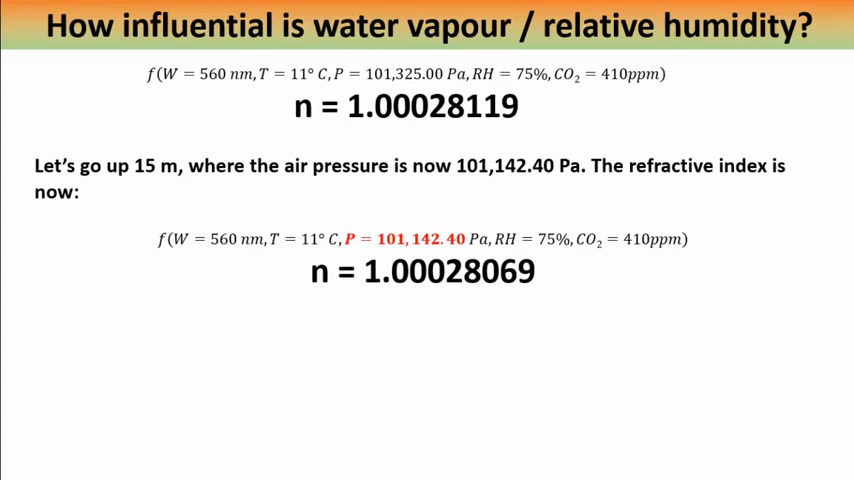 How influential is water vapour / relative humidity?
f(W = 560 nm, T = 11° C, P = 101,325.00 Pa, RH = 75%, CO₂ = 410ppm)
n = 1.00028119
Let's go up 15 m, where the air pressure is now 101,142.40 Pa. The refractive index is
now:
f(W = 560 nm, T = 11° C, P = 101,142.40 Pa, RH = 75%, CO₂ = 410ppm)
n = 1.00028069